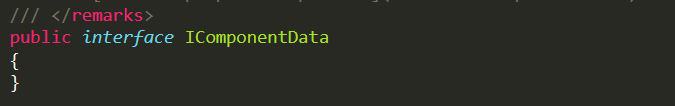 /// </remarks>
public interface IComponentData
{
}